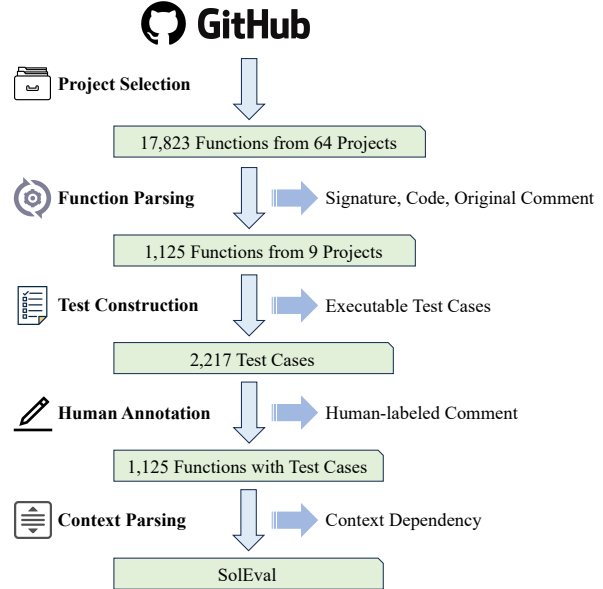 GitHub
Project Selection
17,823 Functions from 64 Projects
Function Parsing
Signature, Code, Original Comment
1,125 Functions from 9 Projects
Test Construction
Executable Test Cases
2,217 Test Cases
Human Annotation
Human-labeled Comment
1,125 Functions with Test Cases
Context Parsing
Context Dependency
SolEval